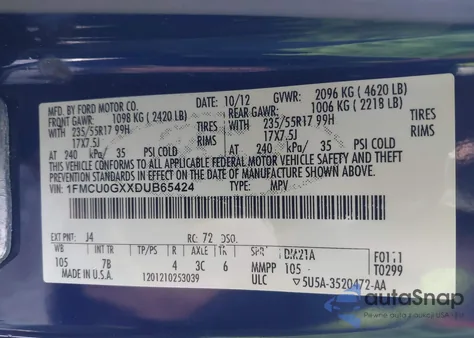 MFD. BY FORD MOTOR CO.
DATE: 10/12 GVWR: 2096 KG ( 4620 LB)
FRONT GAWR: 1098 KG ( 2420 LB) REAR GAWR: 1006 KG ( 2218 LB)
WITH 235/55R17 99H TIRES WITH 235/55R17 99H TIRES
17X7.5J RIMS 17X7.5J RIMS
AT 240 kPa/ 35 PSI COLD AT 240 kPa/ 35 PSI COLD
THIS VEHICLE CONFORMS TO ALL APPLICABLE FEDERAL MOTOR VEHICLE SAFETY AND THEFT
PREVENTION STANDARDS IN EFFECT ON THE DATE OF MANUFACTURE SHOWN ABOVE.
VIN: 1FMCU0GXXDUB65424
TYPE: MPV
EXT PNT: J4 RC: 72 DSO:
WB INT TR TP/PS R AXLE TR SPR
105 7B 4 3C 6
MADE IN U.S.A. 1201210253039
MMPP 105 T0299
ULC 5U5A-3520472-AA
autoSnap
Pewne auto z USA